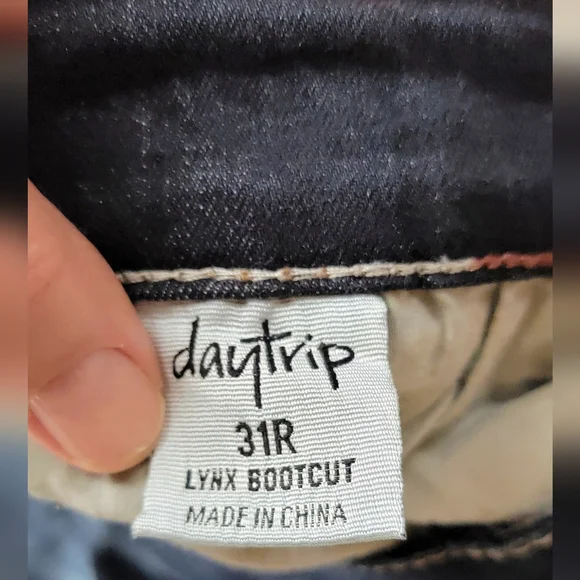 daytrip
31R
LYNX BOOTCUT
MADE IN CHINA